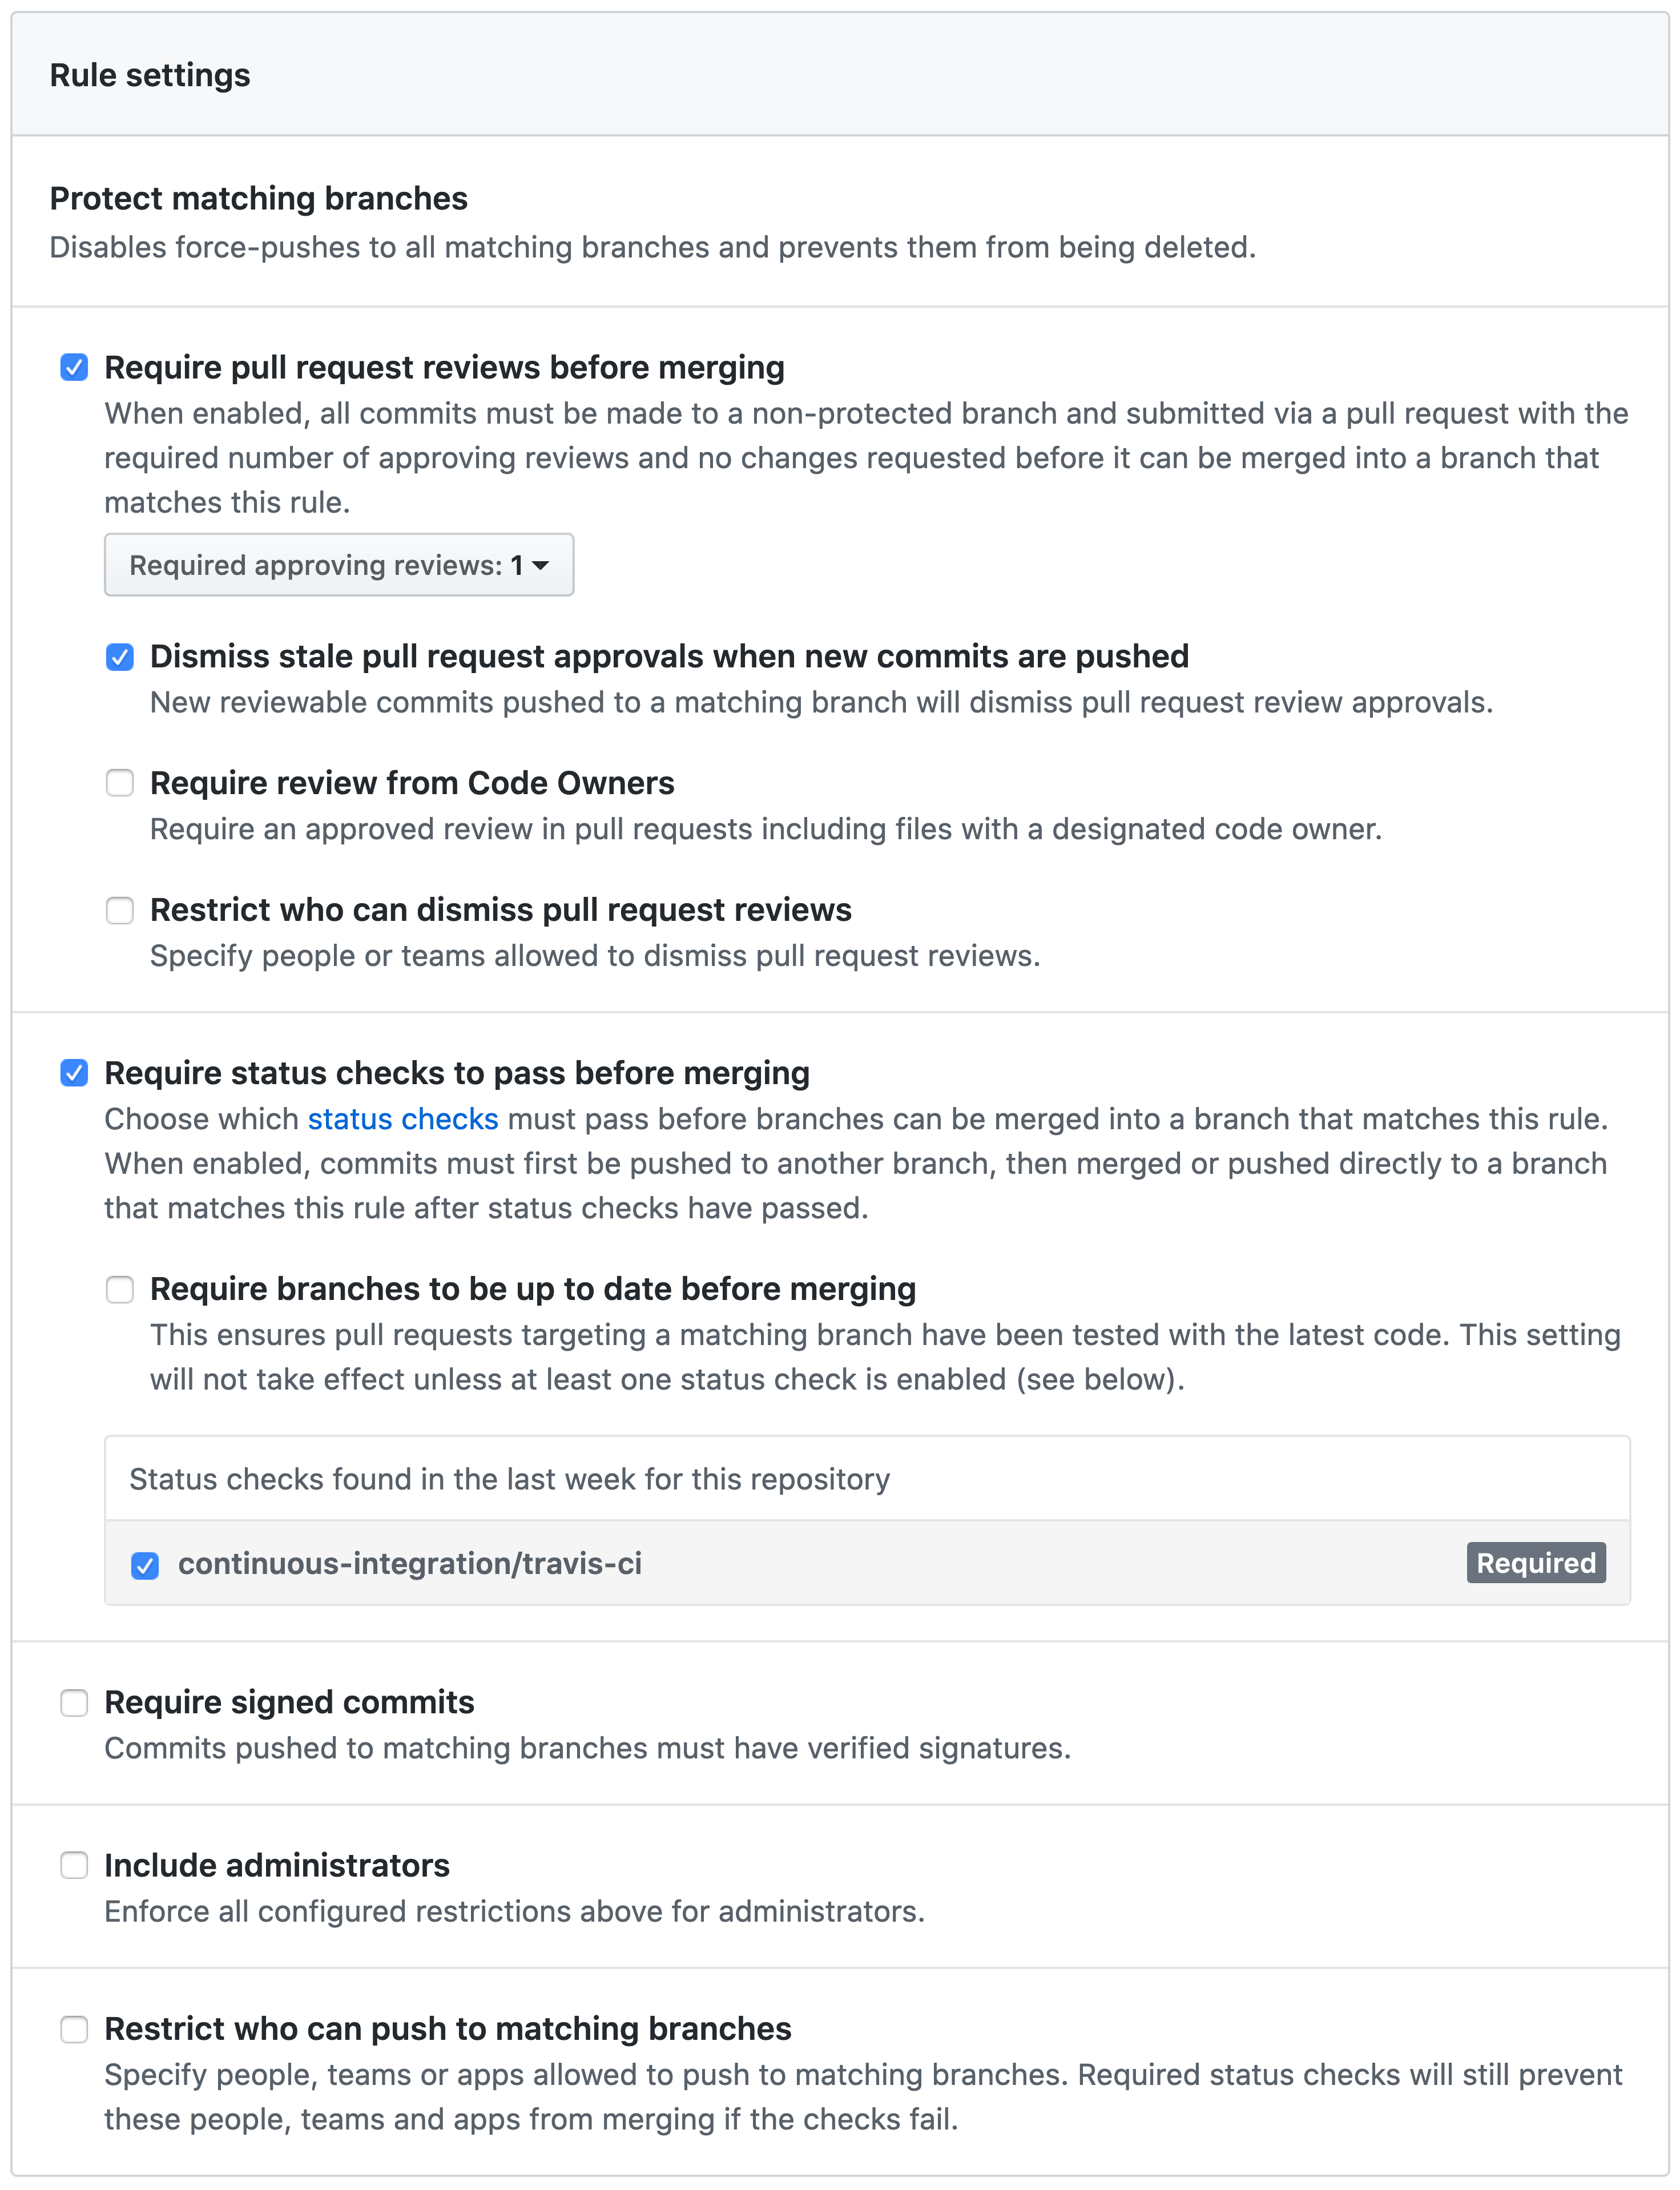 Rule settings
Protect matching branches
Disables force-pushes to all matching branches and prevents them from being deleted.
Require pull request reviews before merging
When enabled, all commits must be made to a non-protected branch and submitted via a pull request with the
required number of approving reviews and no changes requested before it can be merged into a branch that
matches this rule.
Required approving reviews: 1
Dismiss stale pull request approvals when new commits are pushed
New reviewable commits pushed to a matching branch will dismiss pull request review approvals.
Require review from Code Owners
Require an approved review in pull requests including files with a designated code owner.
Restrict who can dismiss pull request reviews
Specify people or teams allowed to dismiss pull request reviews.
Require status checks to pass before merging
Choose which status checks must pass before branches can be merged into a branch that matches this rule.
When enabled, commits must first be pushed to another branch, then merged or pushed directly to a branch
that matches this rule after status checks have passed.
Require branches to be up to date before merging
This ensures pull requests targeting a matching branch have been tested with the latest code. This setting
will not take effect unless at least one status check is enabled (see below).
Status checks found in the last week for this repository
continuous-integration/travis-ci Required
Require signed commits
Commits pushed to matching branches must have verified signatures.
Include administrators
Enforce all configured restrictions above for administrators.
Restrict who can push to matching branches
Specify people, teams or apps allowed to push to matching branches. Required status checks will still prevent
these people, teams and apps from merging if the checks fail.